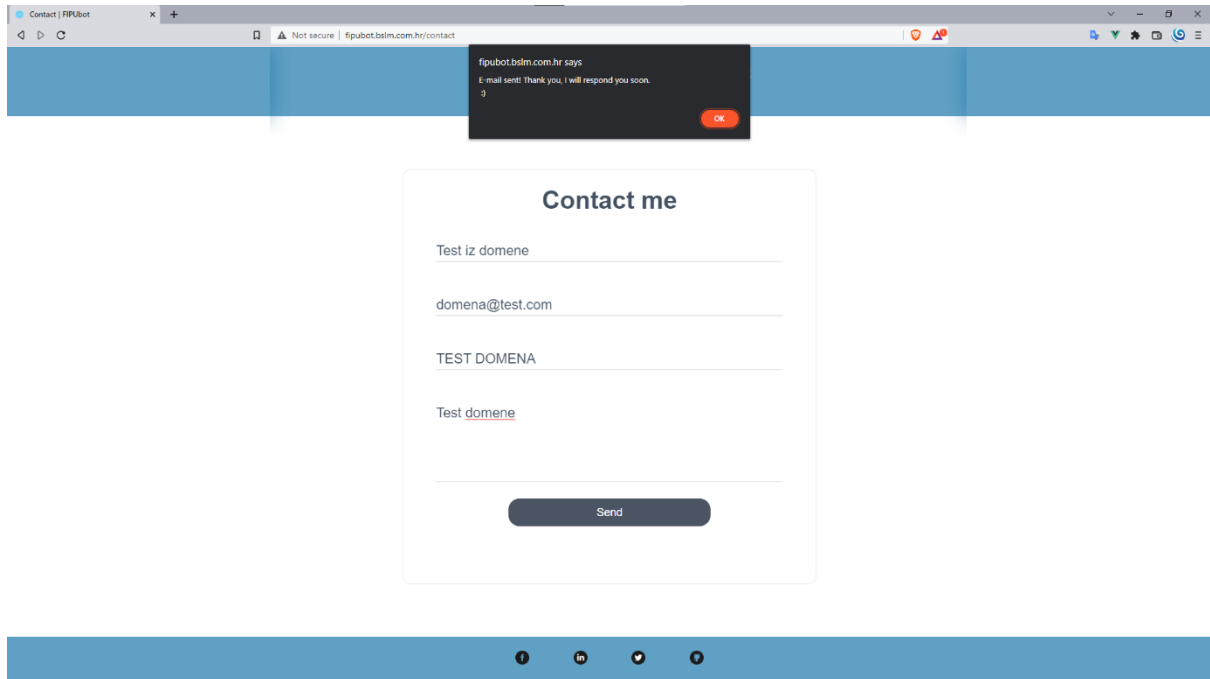 Contact | FIPUbot
Not secure | fipubot.bslm.com.hr/contact
fipubot.bslm.com.hr says
E-mail sent! Thank you, I will respond you soon.
:)
OK
Contact me
Test iz domene
domena@test.com
TEST DOMENA
Test domene
Send